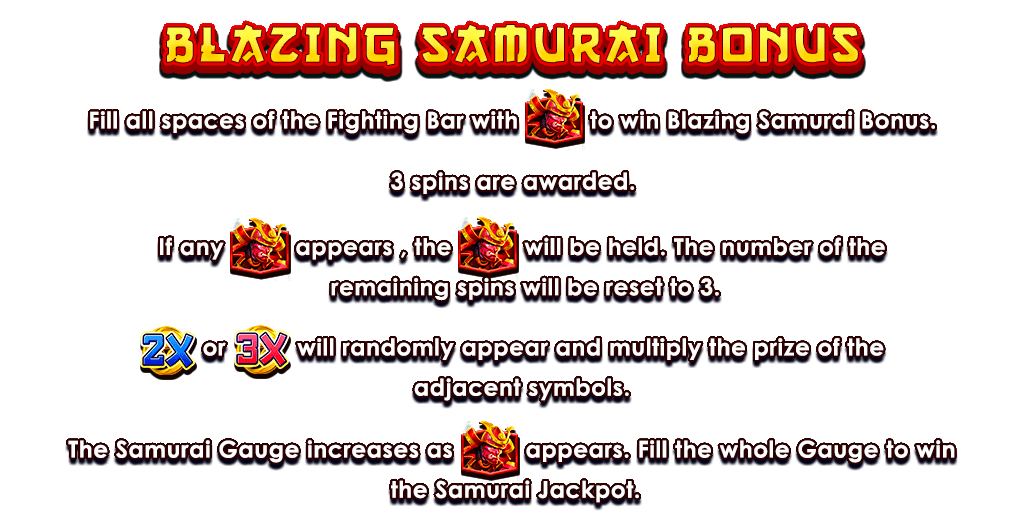 BLAZING SAMURAI BONUS
Fill all spaces of the Fighting Bar with to win Blazing Samurai Bonus.
3 spins are awarded.
If any appears , the will be held. The number of the
remaining spins will be reset to 3.
2X or 3X will randomly appear and multiply the prize of the
adjacent symbols.
The Samurai Gauge increases as appears. Fill the whole Gauge to win
the Samurai Jackpot.